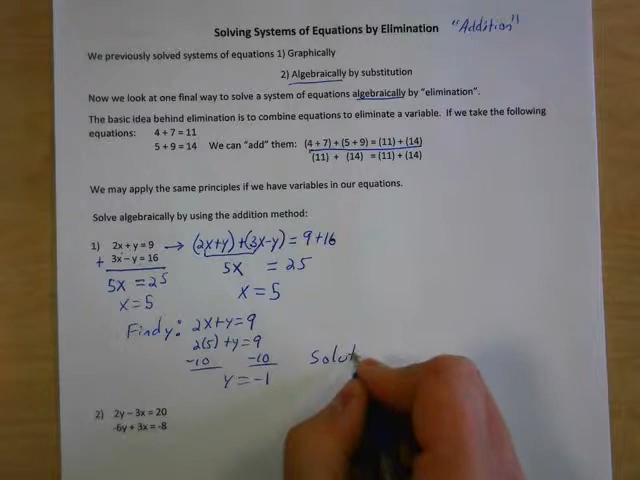 Solving Systems of Equations by Elimination "Addition"
We previously solved systems of equations 1) Graphically
2) Algebraically by substitution
Now we look at one final way to solve a system of equations algebraically by "elimination".
The basic idea behind elimination is to combine equations to eliminate a variable. If we take the following
equations: 4 + 7 = 11
5 + 9 = 14 We can "add" them: (4 + 7) + (5 + 9) = (11) + (14)
(11) + (14) = (11) + (14)
We may apply the same principles if we have variables in our equations.
Solve algebraically by using the addition method:
1) 2x + y = 9 → (2x+y) + (3x-y) = 9+16
+ 3x – y = 16
5x = 25 5x = 25
x = 5 x = 5
Find y: 2x+y=9
2(5) + y = 9
-10 -10
y = -1
Solut
2) 2y - 3x = 20
-6y + 3x = -8